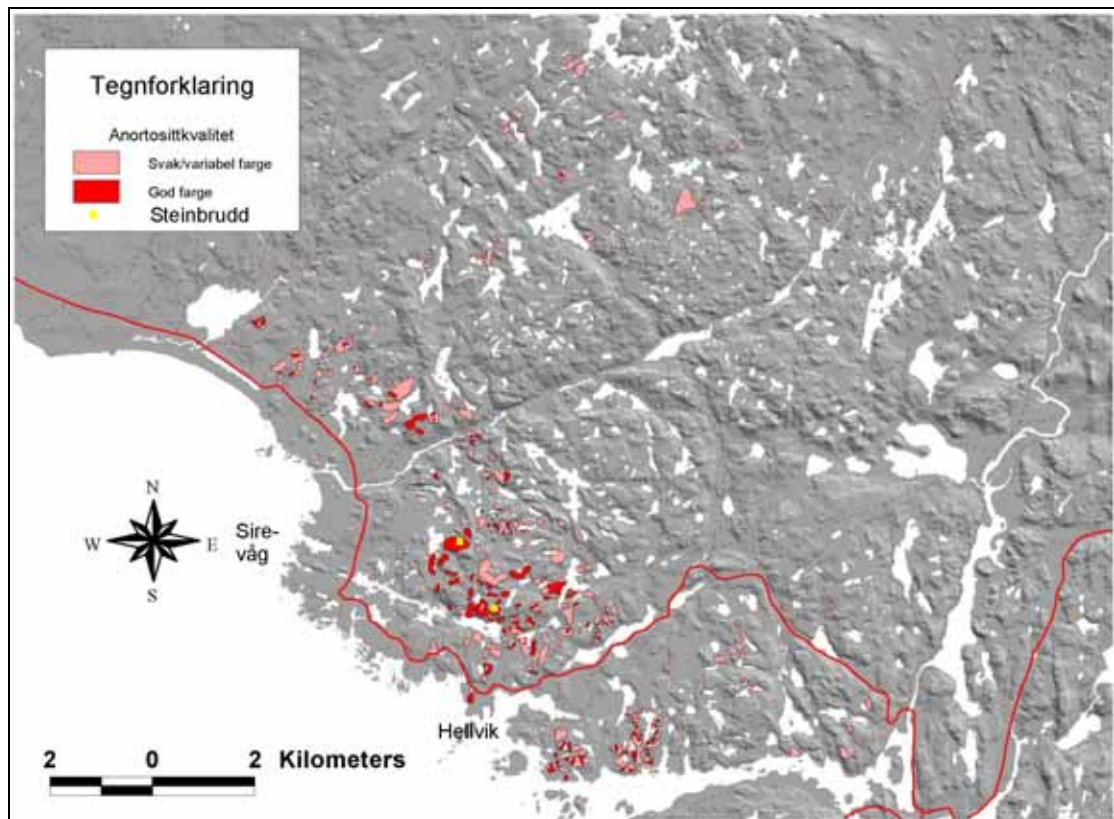 Tegnforklaring
Anortosittkvalitet
Svak/variabel farge
God farge
Steinbrudd
N
W
E
S
Sire-
våg
Hellvik
2 0 2 Kilometers